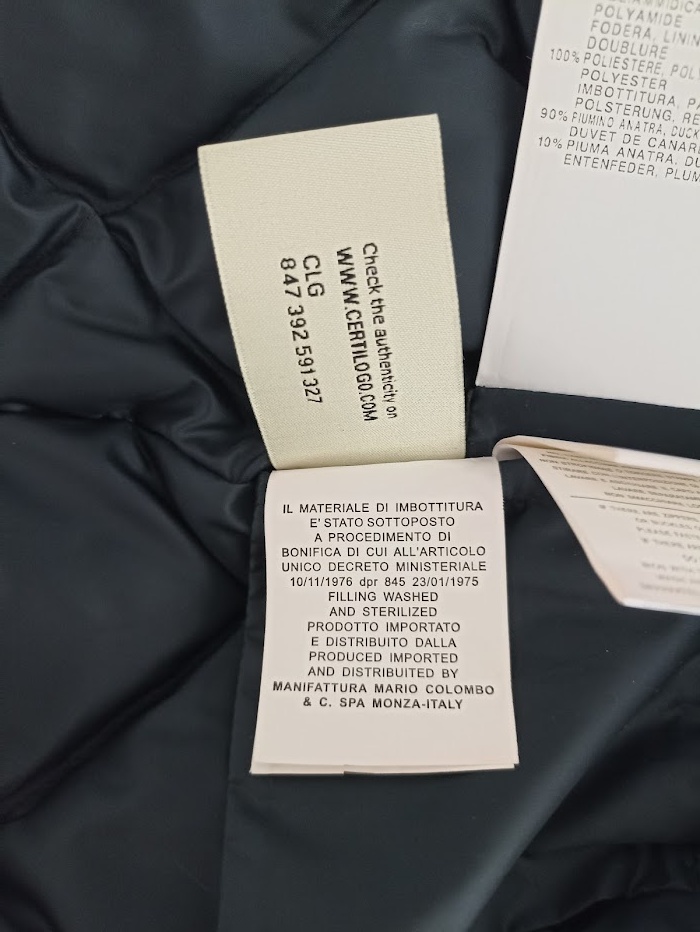 POLYAMIDE
FODERA, LININ
DOUBLURE
100% POLIESTERE, POL
POLYESTER
IMBOTTITURA,
POLSTERUNG, RE
90% PIUMINO ANATRA, DUCK
DUVET DE CANAR
10% PIUMA ANATRA, DU
ENTENFEDER, PLUM
Check the authenticity on
WWW.CERTILOGO.COM
CLG
847 392 591 327
IL MATERIALE DI IMBOTTITURA
E' STATO SOTTOPOSTO
A PROCEDIMENTO DI
BONIFICA DI CUI ALL'ARTICOLO
UNICO DECRETO MINISTERIALE
10/11/1976 dpr 845 23/01/1975
FILLING WASHED
AND STERILIZED
PRODOTTO IMPORTATO
E DISTRIBUITO DALLA
PRODUCED IMPORTED
AND DISTRIBUTED BY
MANIFATTURA MARIO COLOMBO
& C. SPA MONZA-ITALY